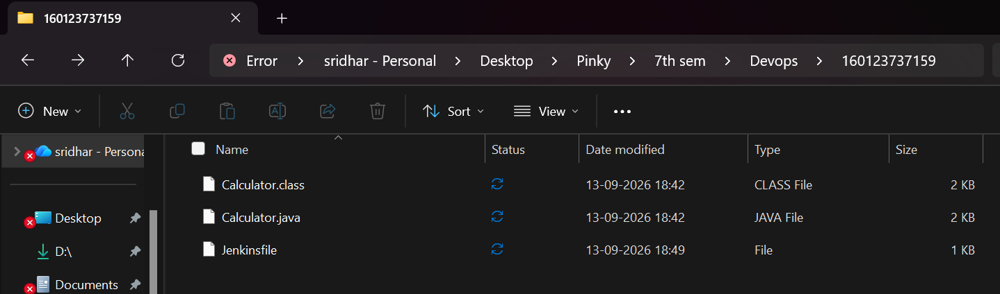 160123737159
Error > sridhar - Personal > Desktop > Pinky > 7th sem > Devops > 160123737159
New Sort View
sridhar - Persona
Desktop
D:\
Documents
Name Status Date modified Type Size
Calculator.class 13-09-2026 18:42 CLASS File 2 KB
Calculator.java 13-09-2026 18:42 JAVA File 2 KB
Jenkinsfile 13-09-2026 18:49 File 1 KB